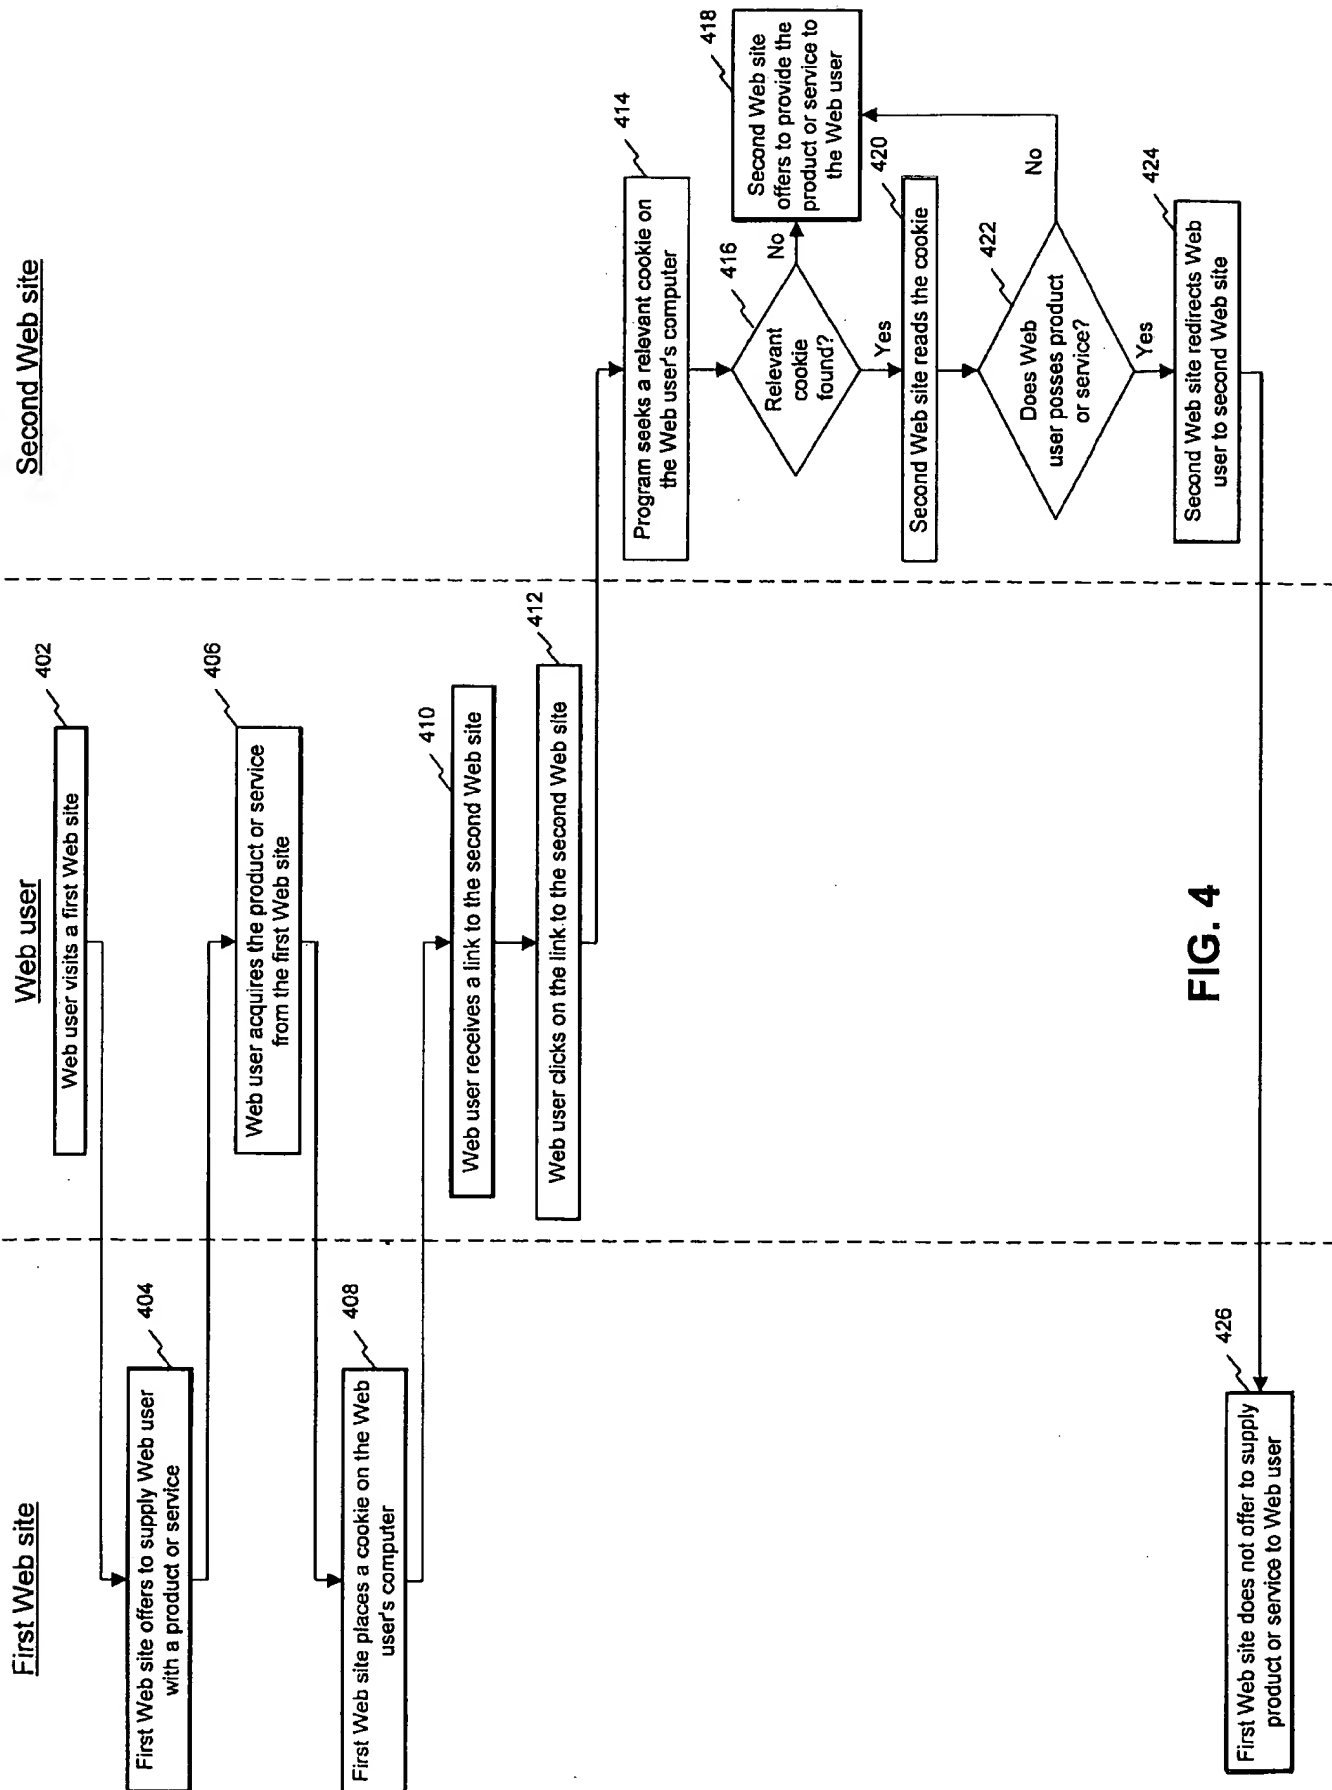 First Web site
Web user
Second Web site
Web user visits a first Web site
402
First Web site offers to supply Web user
with a product or service
404
Web user acquires the product or service
from the first Web site
406
First Web site places a cookie on the Web
user's computer
408
Web user receives a link to the second Web site
410
Web user clicks on the link to the second Web site
412
Program seeks a relevant cookie on
the Web user's computer
414
Relevant
cookie
found?
416
No
Second Web site
offers to provide the
product or service to
the Web user
418
Yes
Second Web site reads the cookie
420
Does Web
user posses product
or service?
422
No
Yes
Second Web site redirects Web
user to second Web site
424
First Web site does not offer to supply
product or service to Web user
426
FIG. 4